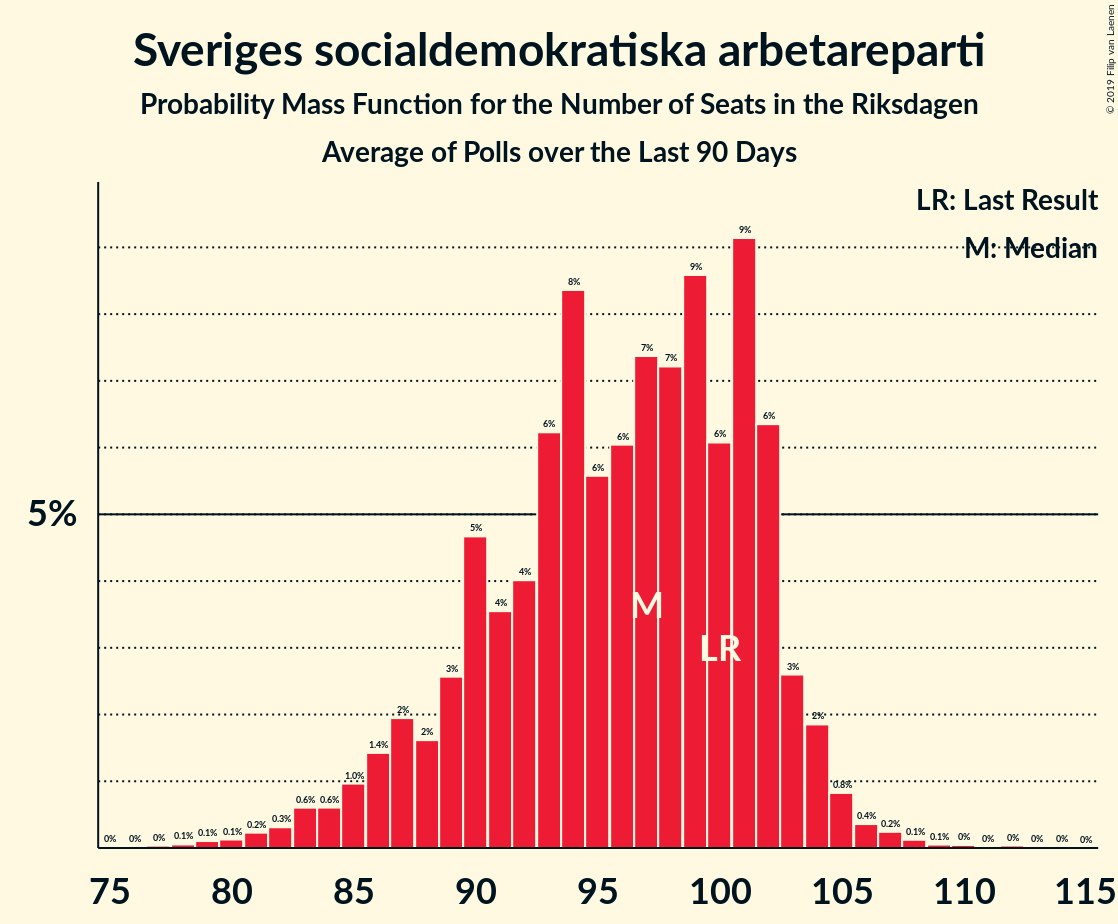 Sveriges socialdemokratiska arbetareparti
Probability Mass Function for the Number of Seats in the Riksdagen
Average of Polls over the Last 90 Days
© 2019 Filip van Laenen
LR: Last Result
M: Median
5%
0% 0% 0% 0.1% 0.1% 0.1% 0.2% 0.3% 0.6% 0.6% 1.0% 1.4% 2% 2% 3% 5% 4% 4% 6% 8% 6% 6% 7% 7% 9% 6% 9% 6% 3% 2% 0.8% 0.4% 0.2% 0.1% 0.1% 0% 0% 0% 0% 0% 0%
M
LR
75 80 85 90 95 100 105 110 115